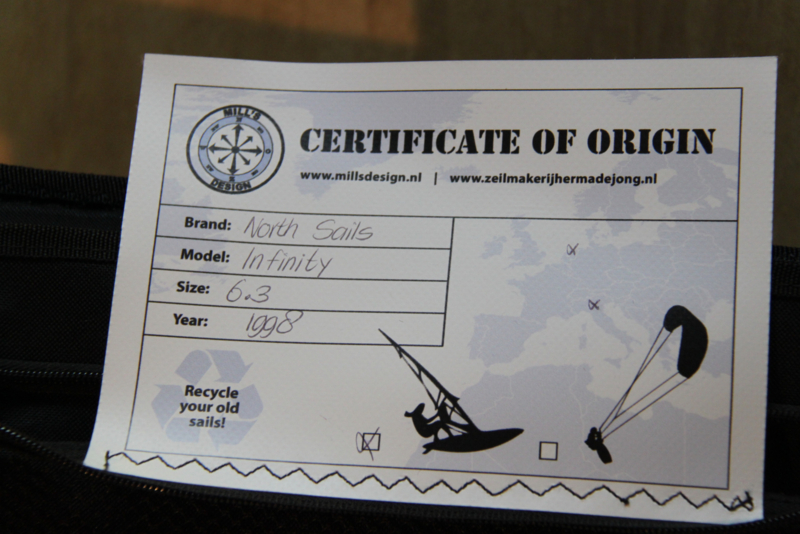 MILL'S
DESIGN
CERTIFICATE OF ORIGIN
www.millsdesign.nl | www.zeilmakerijhermadejong.nl
Brand: North Sails
Model: Infinity
Size: 6.3
Year: 1998
Recycle
your old
sails!